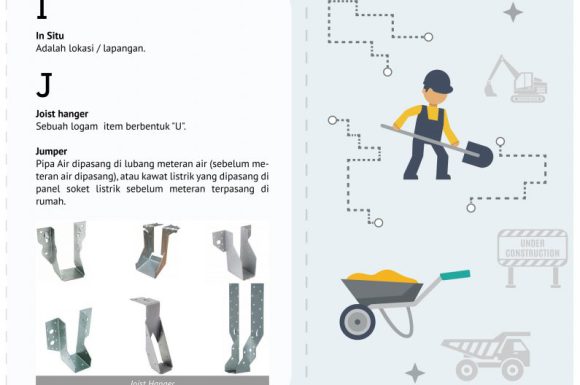 I
In Situ
Adalah lokasi / lapangan.
J
Joist hanger
Sebuah logam item berbentuk "U".
Jumper
Pipa Air dipasang di lubang meteran air (sebelum me-
teran air dipasang), atau kawat listrik yang dipasang di
panel soket listrik sebelum meteran terpasang di
rumah.
Joist Hanger
UNDER
CONSTRUCTION